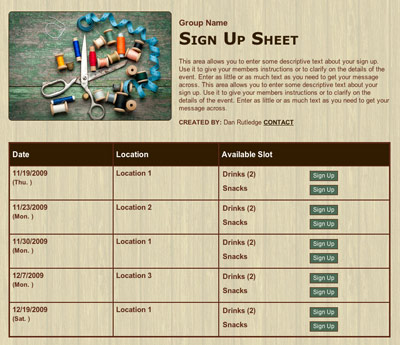 Group Name
Sign Up Sheet
This area allows you to enter some descriptive text about your sign up.
Use it to give your members instructions or to clarify on the details of the
event. Enter as little or as much text as you need to get your message
across. This area allows you to enter some descriptive text about your
sign up. Use it to give your members instructions or to clarify on the
details of the event. Enter as little or as much text as you need to get your
message across.
CREATED BY: Dan Rutledge CONTACT
Date Location Available Slot
11/19/2009 Location 1 Drinks (2) Sign Up
(Thu. ) Snacks Sign Up
11/23/2009 Location 2 Drinks (2) Sign Up
(Mon. ) Snacks Sign Up
11/30/2009 Location 1 Drinks (2) Sign Up
(Mon. ) Snacks Sign Up
12/7/2009 Location 3 Drinks (2) Sign Up
(Mon. ) Snacks Sign Up
12/19/2009 Location 1 Drinks (2) Sign Up
(Sat. ) Snacks Sign Up